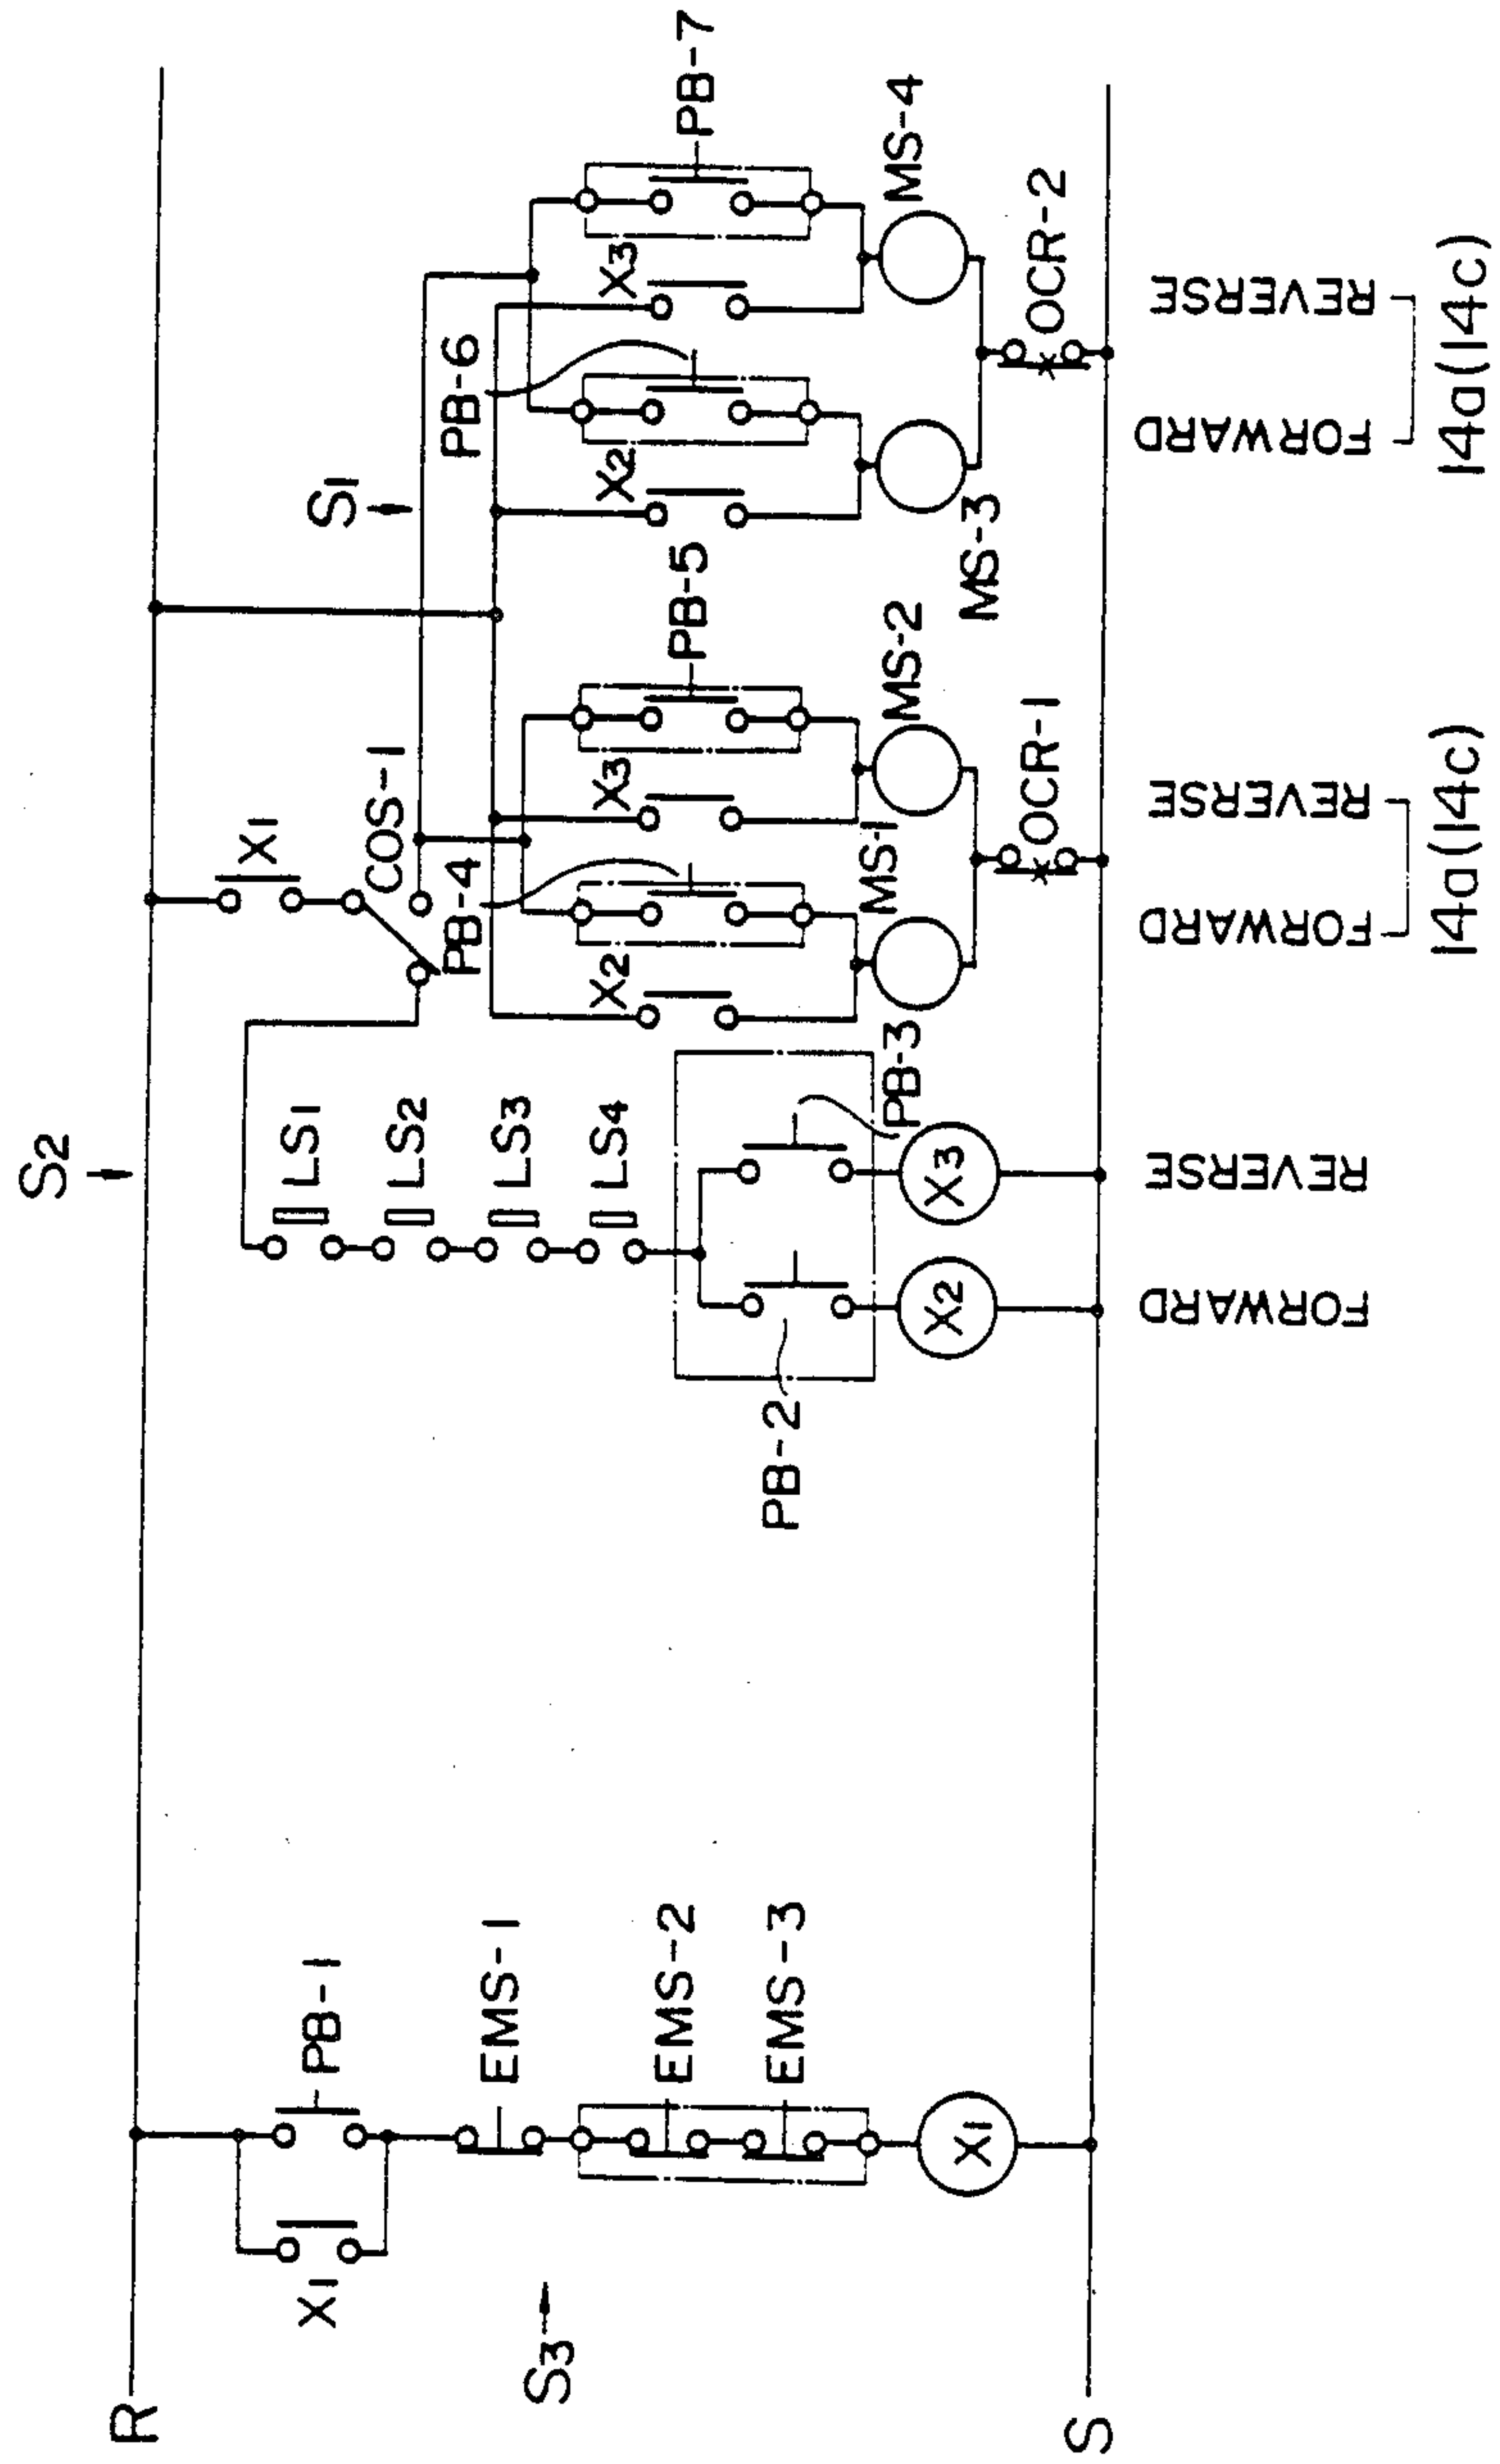 R
S
S3
X1
PB-1
EMS-1
EMS-2
EMS-3
X1
S2
LS1
LS2
LS3
LS4
PB-2
PB-3
X2
X3
FORWARD
REVERSE
X1
COS-1
PB-4
X2
X3
PB-5
MS-1
MS-2
OCR-1
FORWARD
REVERSE
14a(14c)
S1
PB-6
X2
X3
PB-7
MS-3
MS-4
OCR-2
FORWARD
REVERSE
14a(14c)